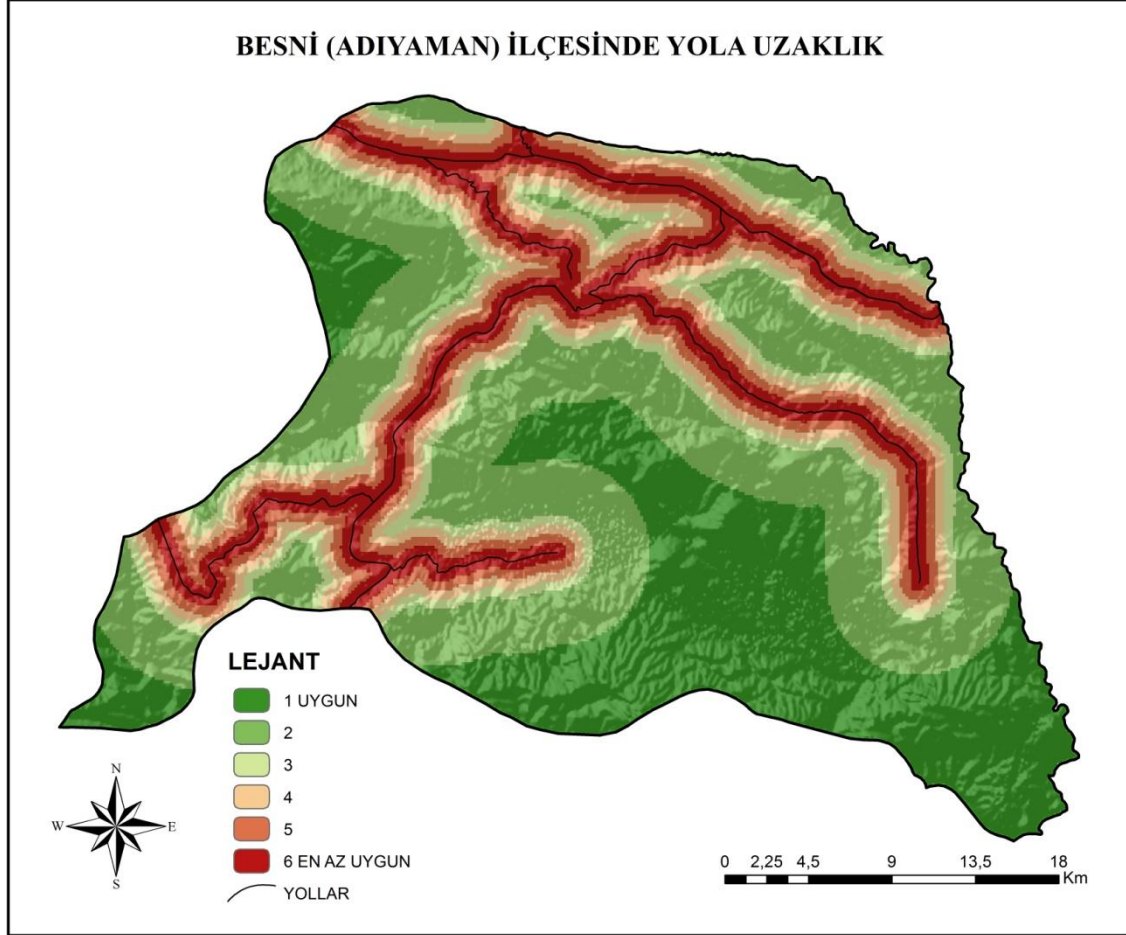 BESNİ (ADIYAMAN) İLÇESİNDE YOLA UZAKLIK
LEJANT
1 UYGUN
2
3
4
5
6 EN AZ UYGUN
YOLLAR
N
W E
S
0 2,25 4,5 9 13,5 18
Km